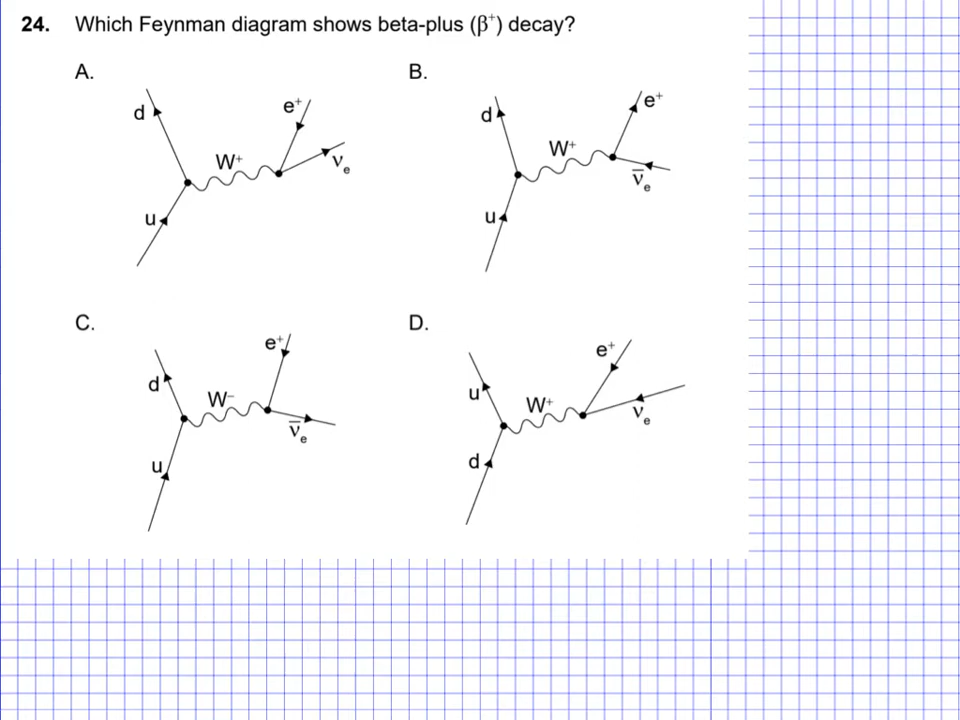 24. Which Feynman diagram shows beta-plus (β⁺) decay?
A. B.
d e⁺ W⁺ νₑ u
d e⁺ W⁺ ν̅ₑ u
C. D.
d e⁺ W⁻ ν̅ₑ u
u e⁺ W⁺ νₑ d